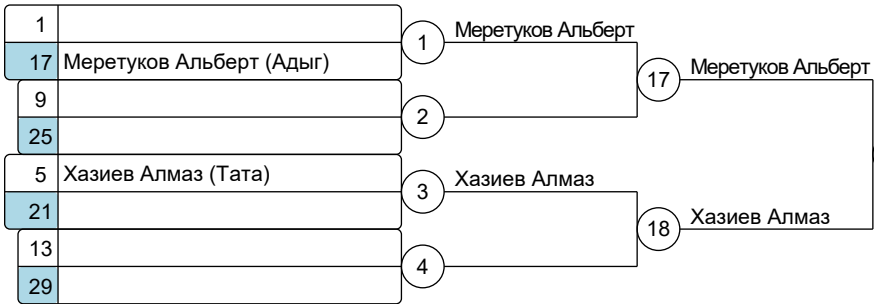 1
17 Меретуков Альберт (Адыг)
1 Меретуков Альберт
9
25
2
17 Меретуков Альберт
5 Хазиев Алмаз (Тата)
21
3 Хазиев Алмаз
13
29
4
18 Хазиев Алмаз